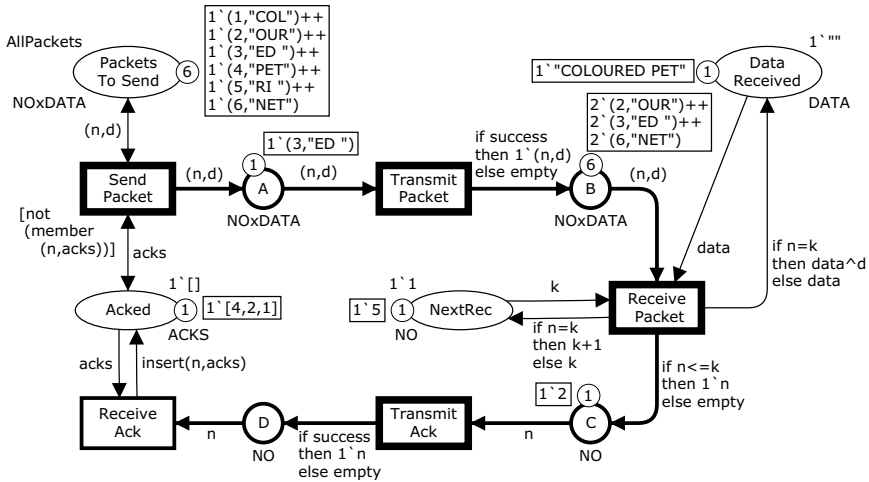 AllPackets
Packets
To Send
6
NOxDATA
1`(1,"COL")++
1`(2,"OUR")++
1`(3,"ED ")++
1`(4,"PET")++
1`(5,"RI ")++
1`(6,"NET")
1`""
1`"COLOURED PET"
1
Data
Received
DATA
(n,d)
1`(3,"ED ")
1
if success
then 1`(n,d)
else empty
2`(2,"OUR")++
2`(3,"ED ")++
2`(6,"NET")
6
Send
Packet
(n,d)
A
NOxDATA
(n,d)
Transmit
Packet
B
NOxDATA
(n,d)
[not
(member
(n,acks))]
acks
data
if n=k
then data^d
else data
1`[]
Acked
1
1`[4,2,1]
ACKS
1`1
1`5
1
NextRec
NO
k
if n=k
then k+1
else k
Receive
Packet
acks
insert(n,acks)
if n<=k
then 1`n
else empty
Receive
Ack
n
D
NO
if success
then 1`n
else empty
Transmit
Ack
n
1`2
1
C
NO